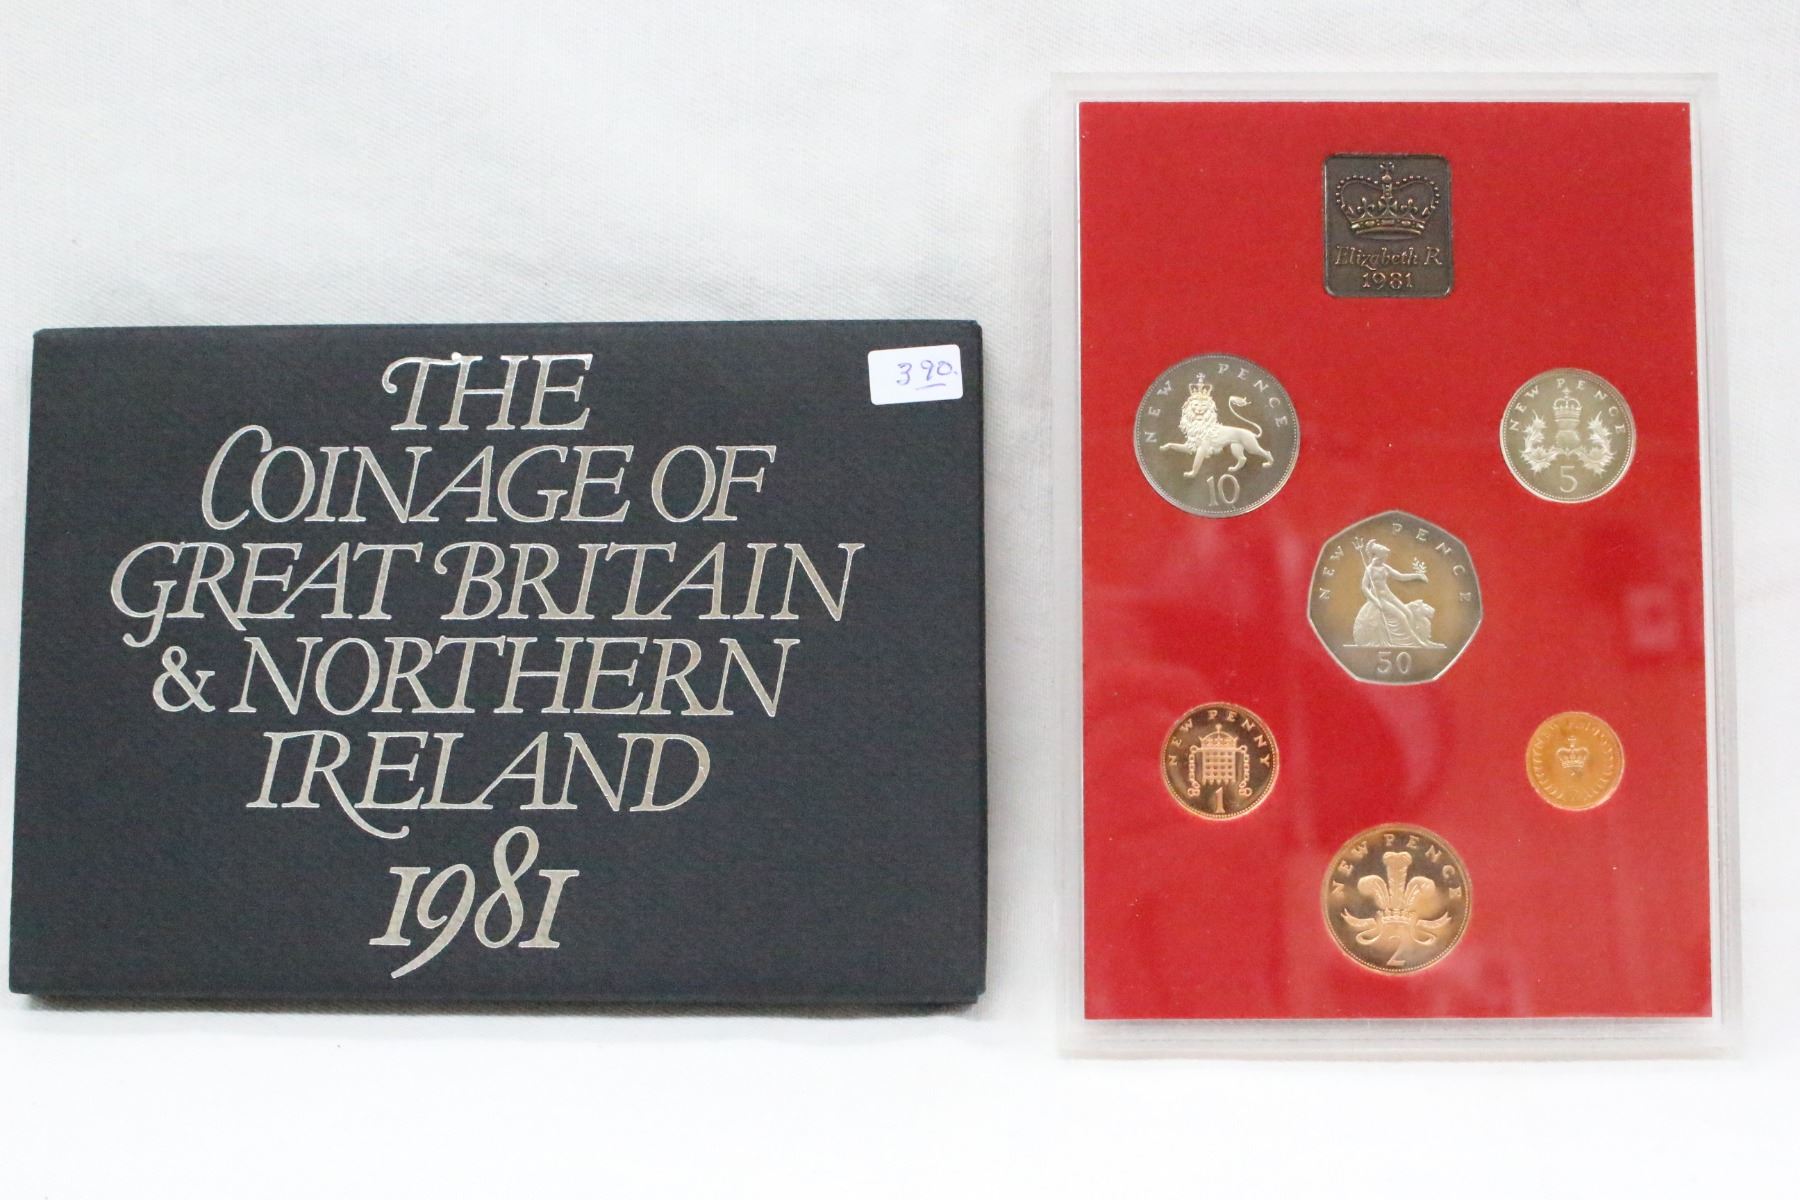 THE
COINAGE OF
GREAT BRITAIN
& NORTHERN
IRELAND
1981
390.
Elizabeth R
1981
NEW PENCE
10
NEW PENCE
5
NEW PENCE
50
NEW PENNY
1
NEW PENCE
2